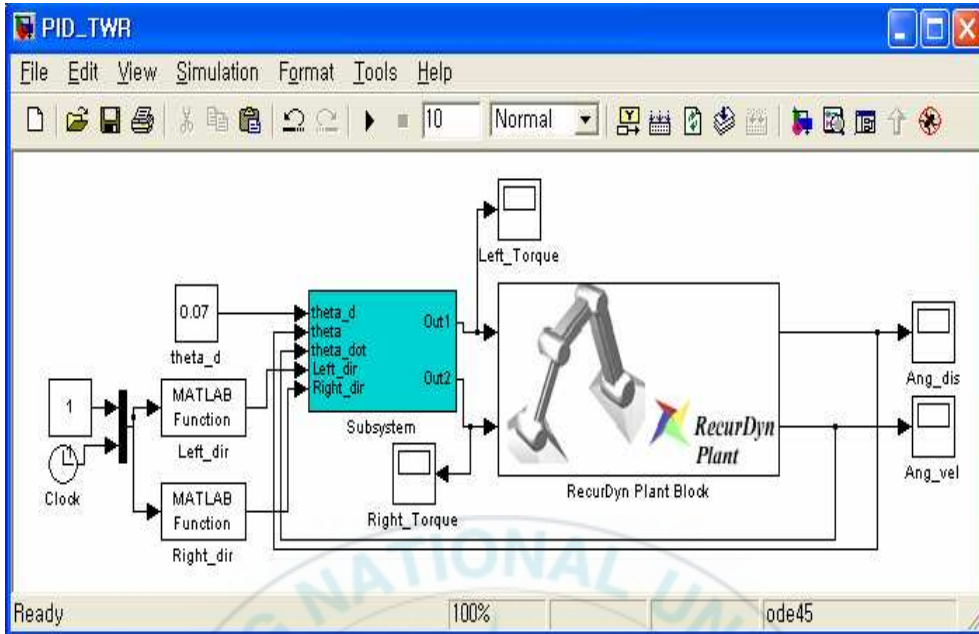 PID_TWR
File Edit View Simulation Format Tools Help
10 Normal
Left_Torque
0.07
theta_d
theta_d
theta
theta_dot
Left_dir
Right_dir
Out1
Out2
Subsystem
1
Clock
MATLAB
Function
Left_dir
MATLAB
Function
Right_dir
Right_Torque
RecurDyn
Plant
RecurDyn Plant Block
Ang_dis
Ang_vel
NATIONAL UN
Ready 100% ode45